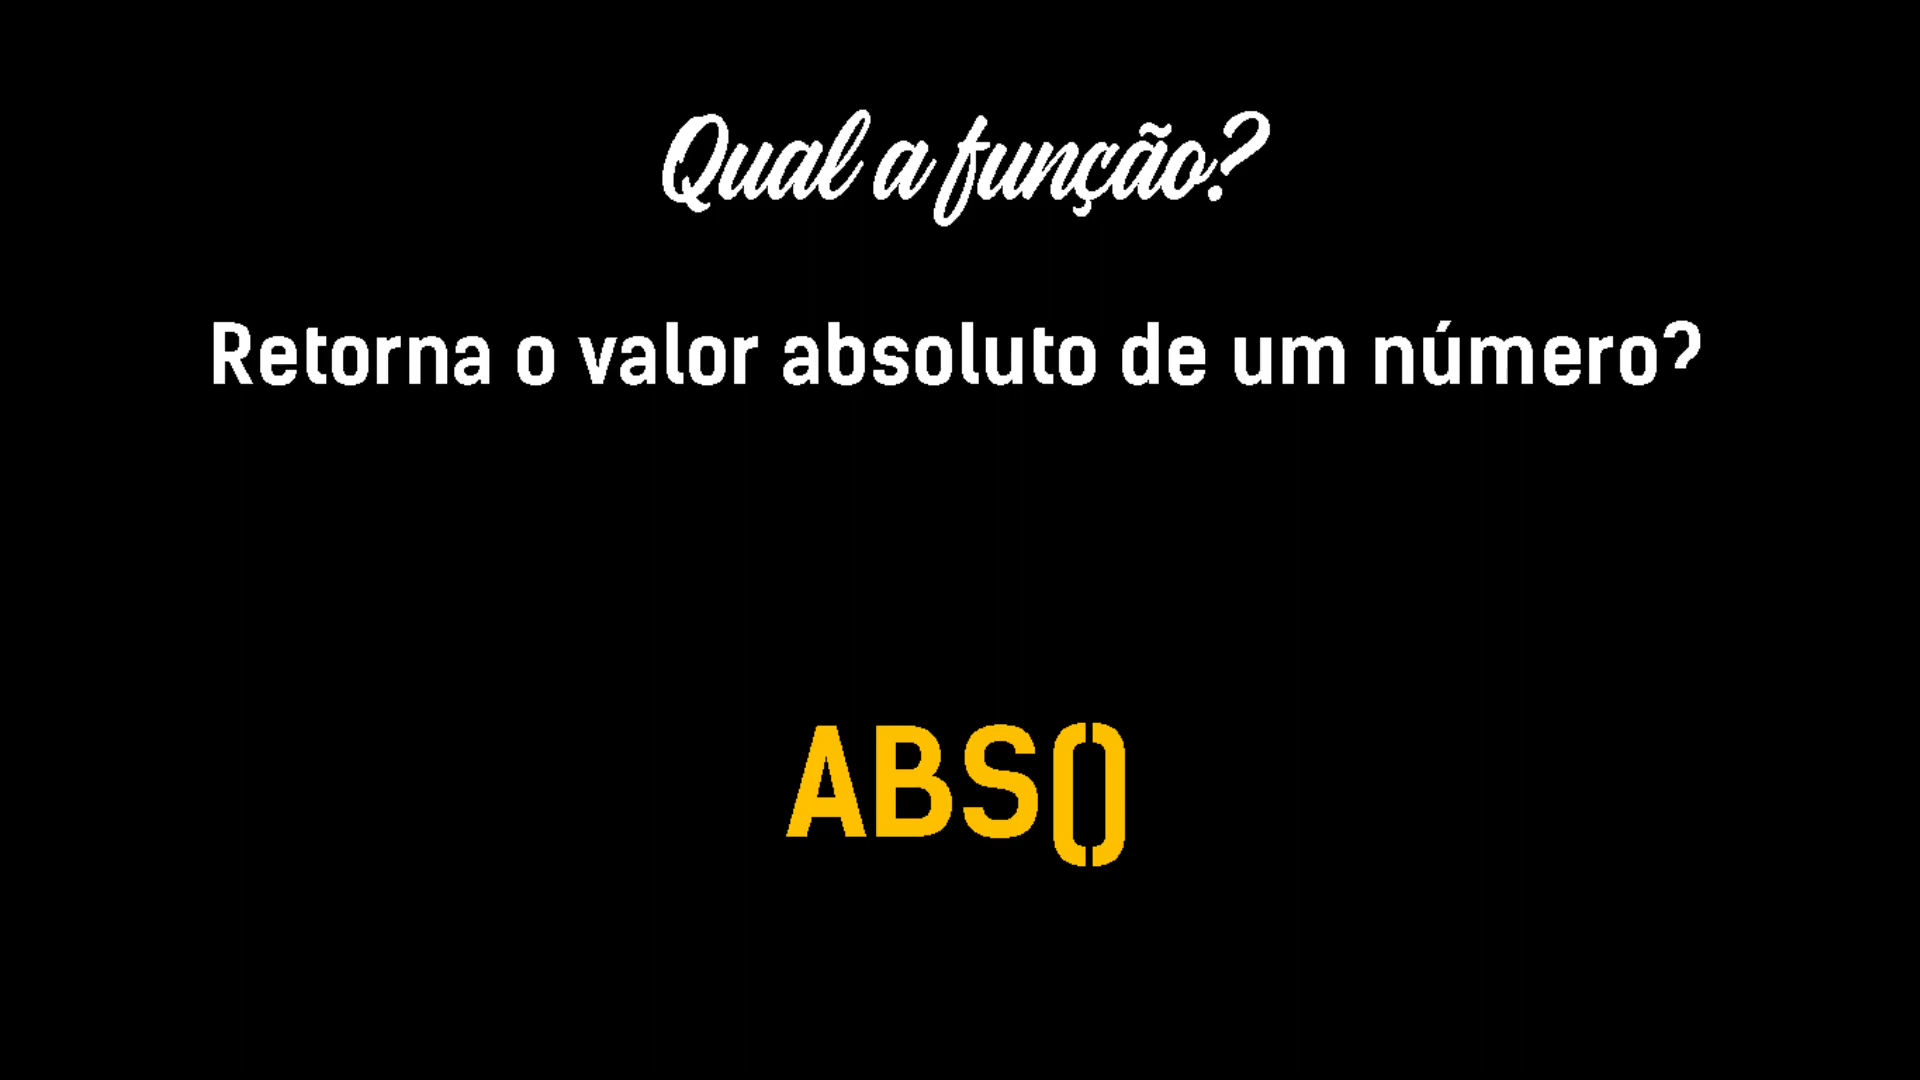 Qual a função?
Retorna o valor absoluto de um número?
ABS()